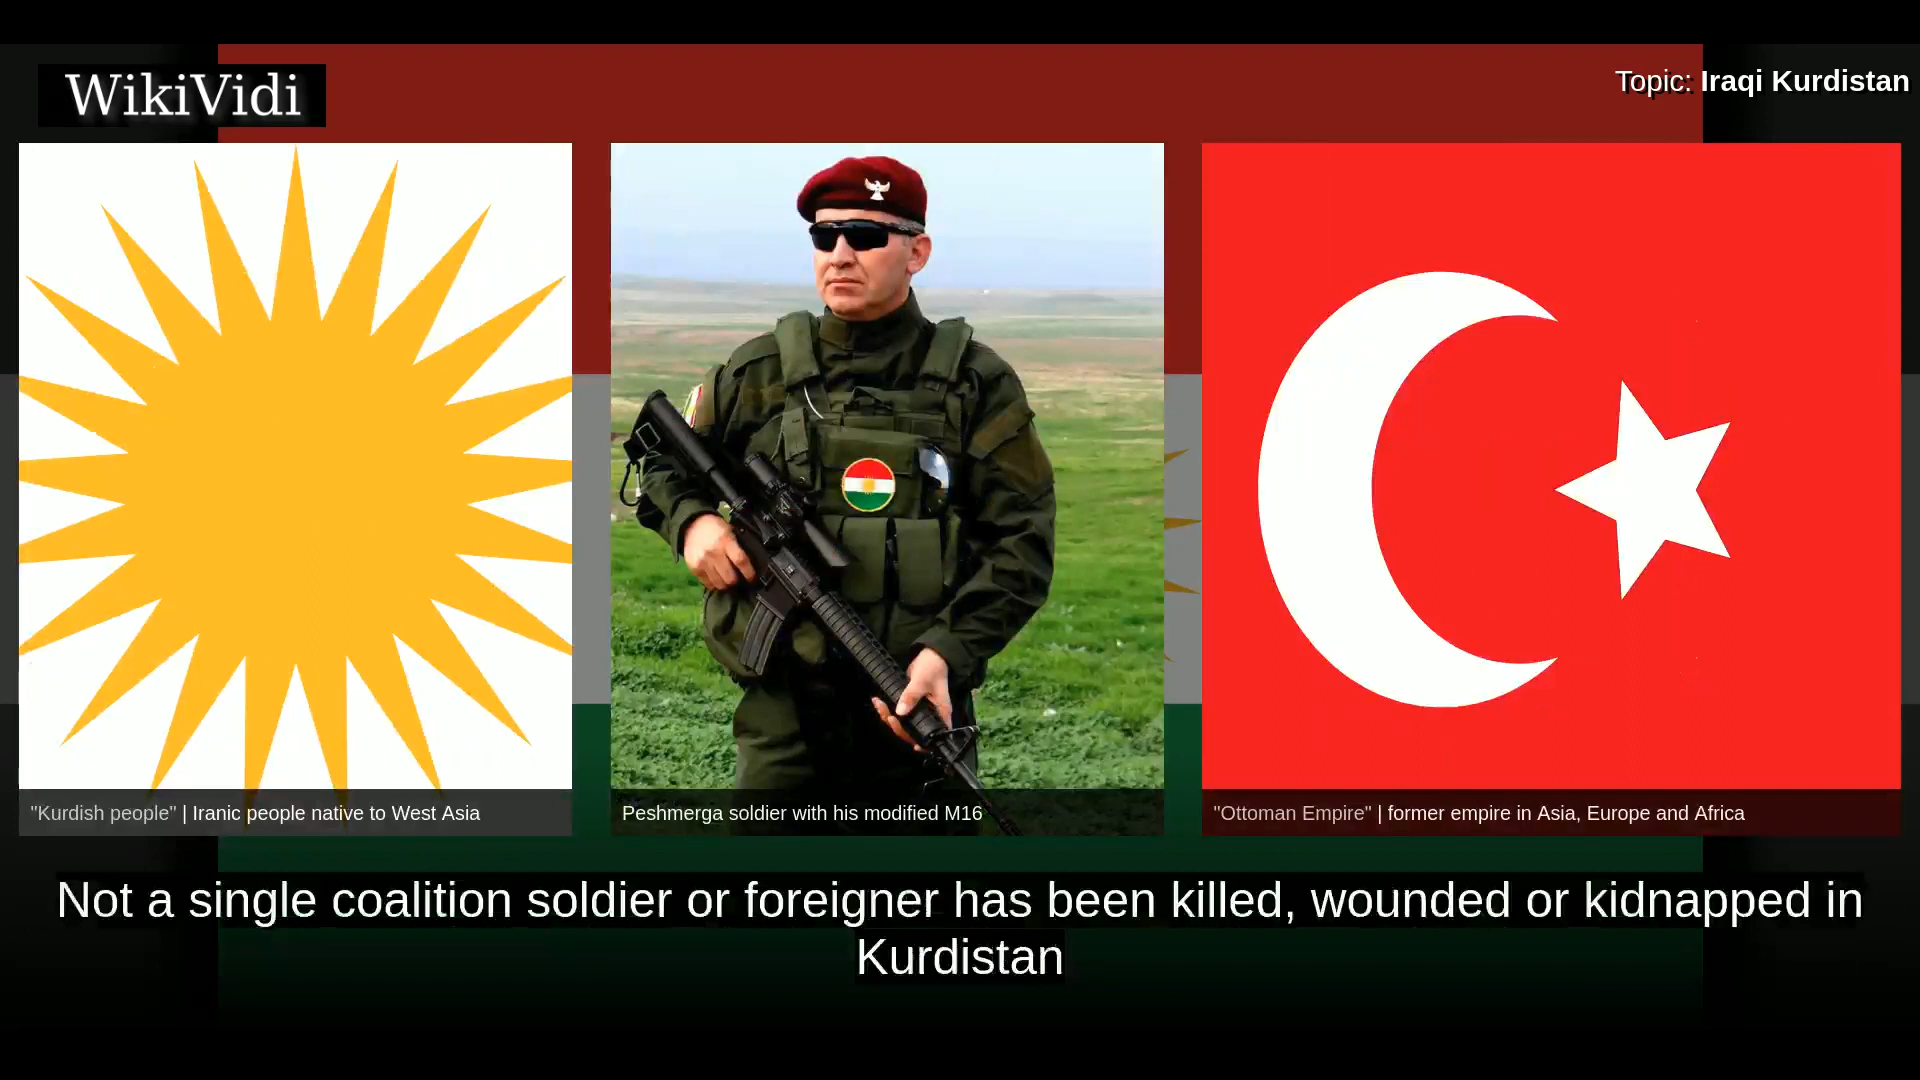 WikiVidi
Topic: Iraqi Kurdistan
"Kurdish people" | Iranic people native to West Asia
Peshmerga soldier with his modified M16
"Ottoman Empire" | former empire in Asia, Europe and Africa
Not a single coalition soldier or foreigner has been killed, wounded or kidnapped in
Kurdistan